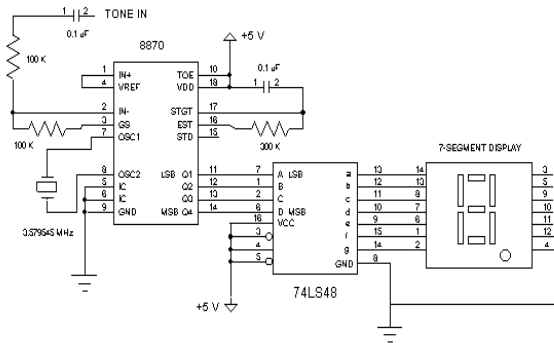 1 2 TONE IN
0.1 uF
+5 V
8870
0.1 uF
1 2
100 K
1 IN+ TOE 10
4 VREF VDD 18
2 IN- STGT 17
3 GS EST 16
7 OSC1 STD 15
100 K
300 K
7-SEGMENT DISPLAY
8 OSC2 LSB Q1 11 7 A LSB a 13 14 3
5 IC Q2 12 1 B b 12 13 5
6 IC Q3 13 2 C c 11 8 9
9 GND MSB Q4 14 6 D MSB d 10 7 10
16 VCC e 9 6 11
3 f 15 1 12
4 g 14 2 4
5 GND 8
3.579545 MHz
+5 V
74LS48